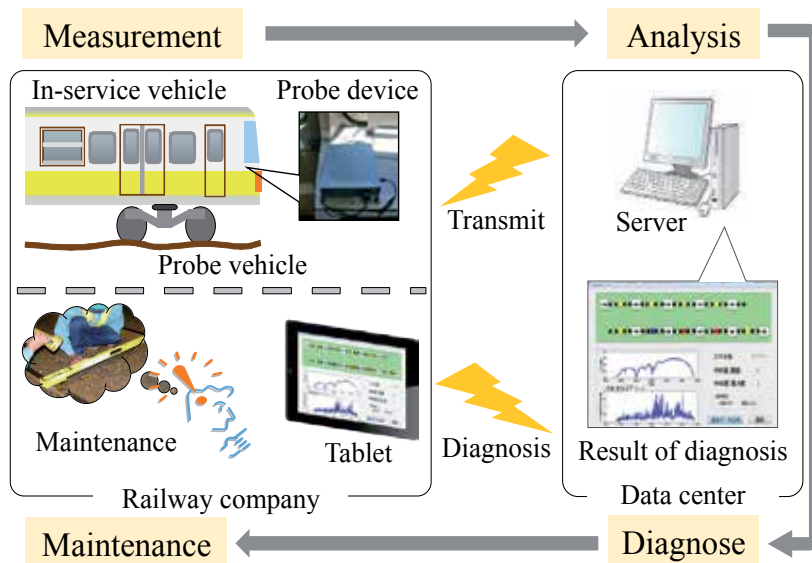 Measurement
Analysis
In-service vehicle
Probe device
Transmit
Server
Probe vehicle
Maintenance
Tablet
Diagnosis
Result of diagnosis
Railway company
Data center
Maintenance
Diagnose